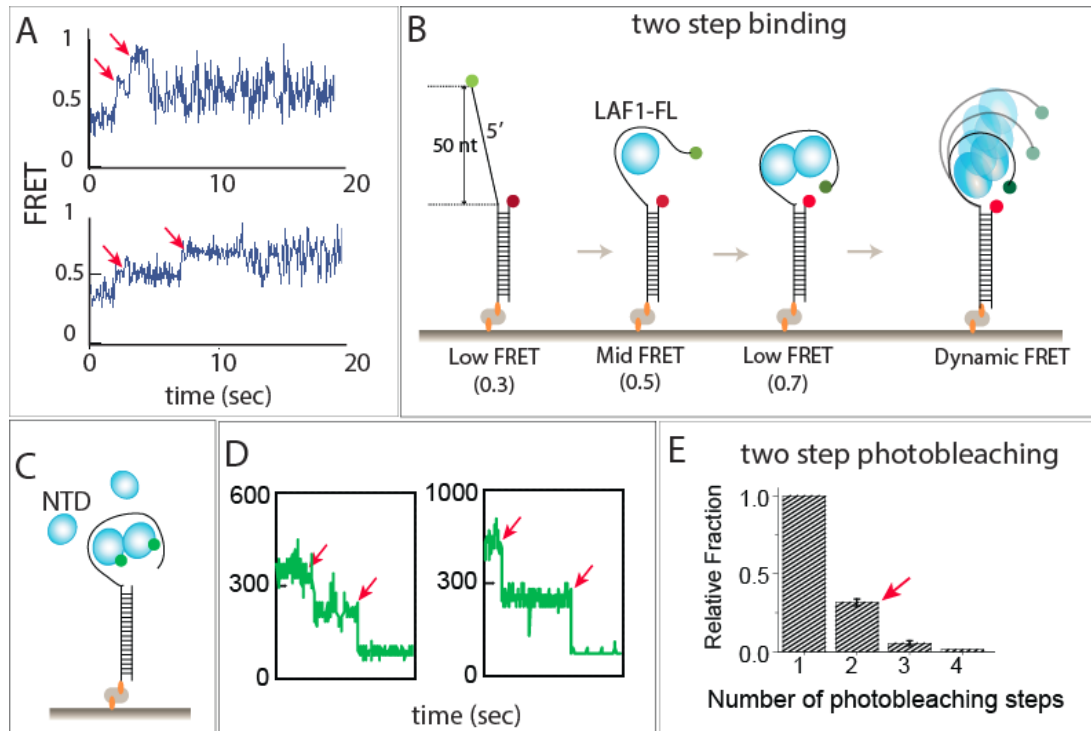 A
1
0.5
0
0 10 20
1
0.5
0
0 10 20
FRET
time (sec)
B
two step binding
50 nt
5′
LAF1-FL
Low FRET
(0.3)
Mid FRET
(0.5)
Low FRET
(0.7)
Dynamic FRET
C
NTD
D
600
300
0
1000
300
0
time (sec)
E
two step photobleaching
Relative Fraction
1.0
0.5
0.0
1 2 3 4
Number of photobleaching steps